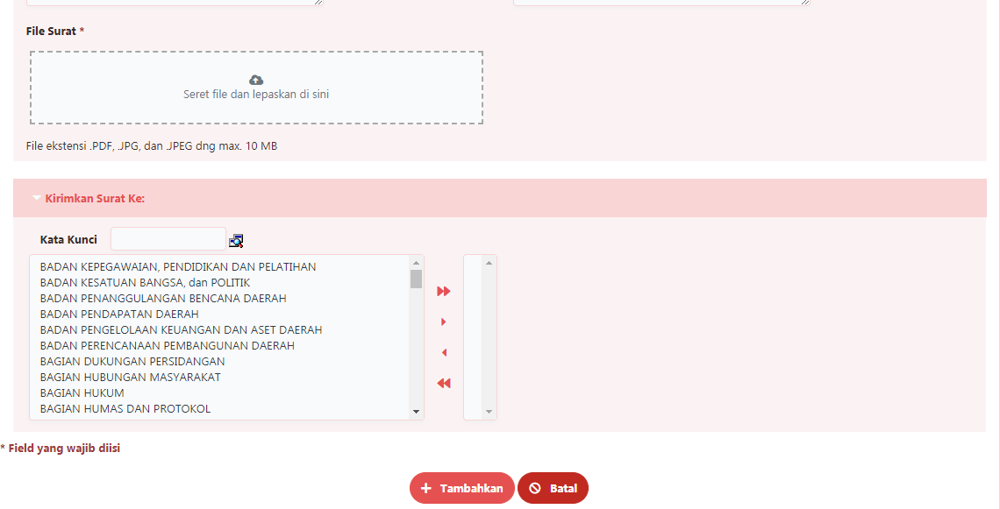 File Surat *
Seret file dan lepaskan di sini
File ekstensi .PDF, .JPG, dan .JPEG dng max. 10 MB
Kirimkan Surat Ke:
Kata Kunci
BADAN KEPEGAWAIAN, PENDIDIKAN DAN PELATIHAN
BADAN KESATUAN BANGSA, dan POLITIK
BADAN PENANGGULANGAN BENCANA DAERAH
BADAN PENDAPATAN DAERAH
BADAN PENGELOLAAN KEUANGAN DAN ASET DAERAH
BADAN PERENCANAAN PEMBANGUNAN DAERAH
BAGIAN DUKUNGAN PERSIDANGAN
BAGIAN HUBUNGAN MASYARAKAT
BAGIAN HUKUM
BAGIAN HUMAS DAN PROTOKOL
* Field yang wajib diisi
Tambahkan
Batal